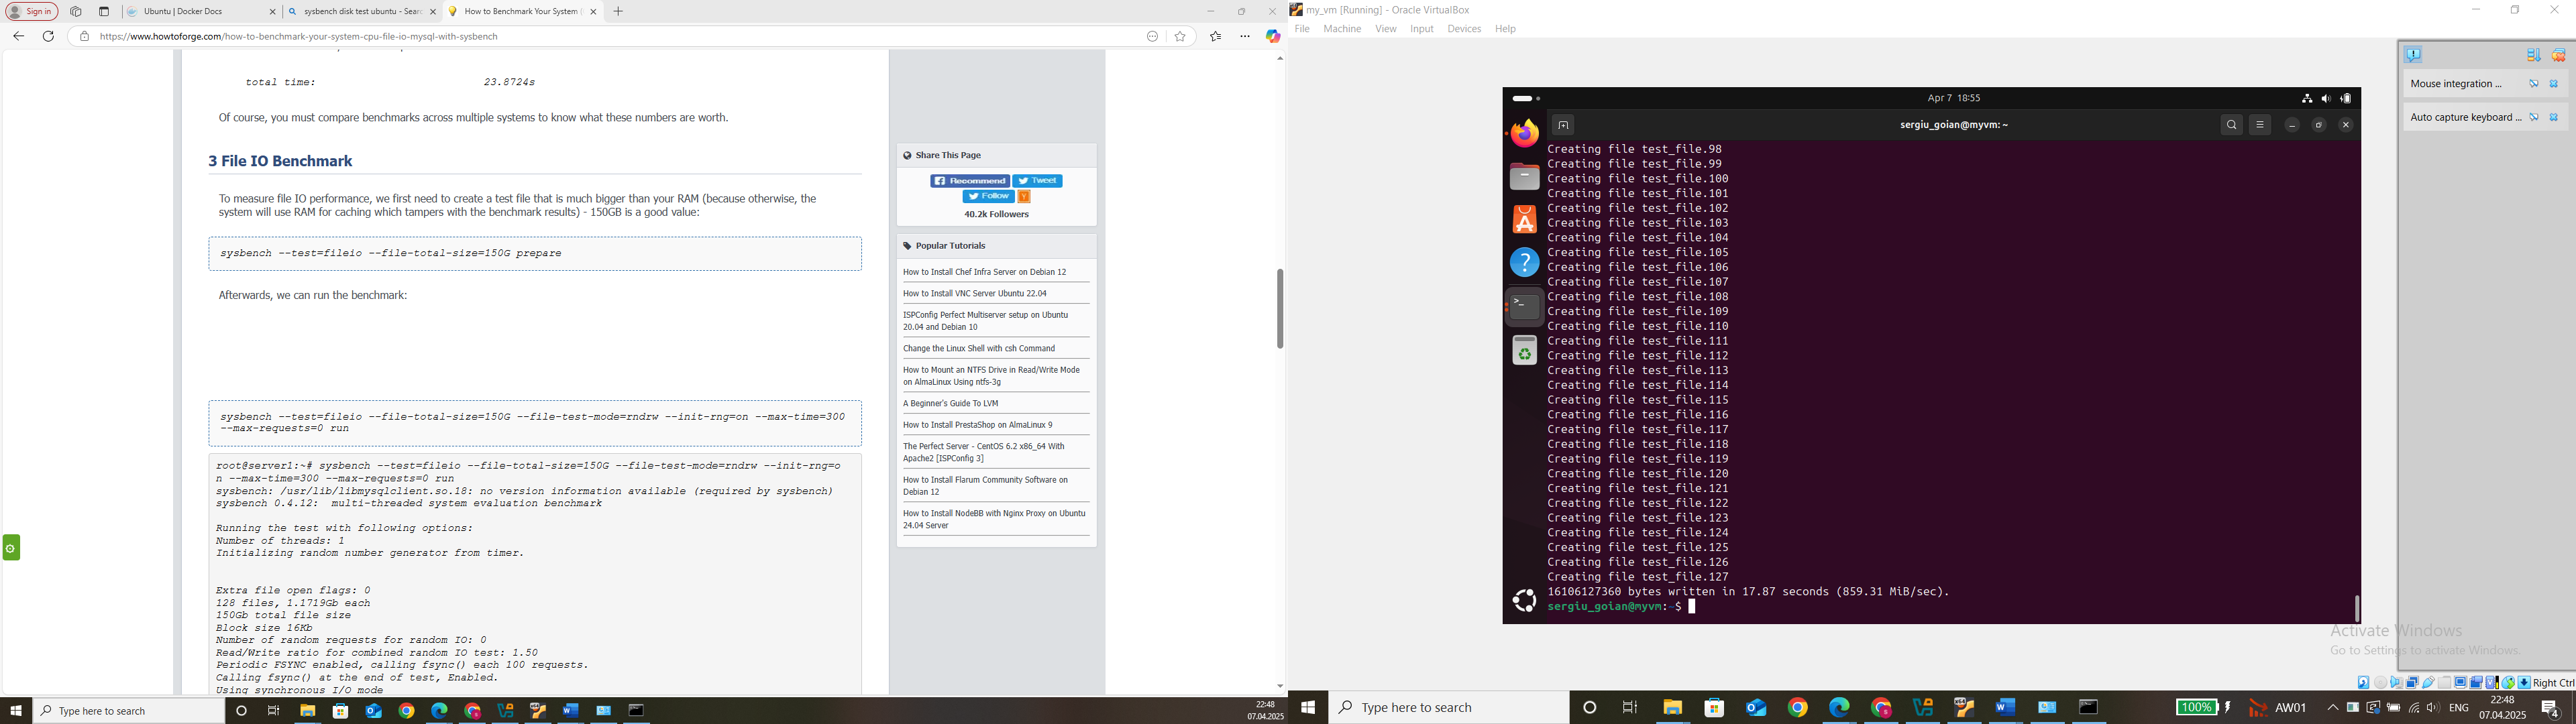 Sign in
Ubuntu | Docker Docs
sysbench disk test ubuntu - Searc
How to Benchmark Your System (
https://www.howtoforge.com/how-to-benchmark-your-system-cpu-file-io-mysql-with-sysbench
total time: 23.8724s
Of course, you must compare benchmarks across multiple systems to know what these numbers are worth.
3 File IO Benchmark
To measure file IO performance, we first need to create a test file that is much bigger than your RAM (because otherwise, the
system will use RAM for caching which tampers with the benchmark results) - 150GB is a good value:
sysbench --test=fileio --file-total-size=150G prepare
Afterwards, we can run the benchmark:
sysbench --test=fileio --file-total-size=150G --file-test-mode=rndrw --init-rng=on --max-time=300
--max-requests=0 run
root@server1:~# sysbench --test=fileio --file-total-size=150G --file-test-mode=rndrw --init-rng=o
n --max-time=300 --max-requests=0 run
sysbench: /usr/lib/libmysqlclient.so.18: no version information available (required by sysbench)
sysbench 0.4.12:  multi-threaded system evaluation benchmark
Running the test with following options:
Number of threads: 1
Initializing random number generator from timer.
Extra file open flags: 0
128 files, 1.1719Gb each
150Gb total file size
Block size 16Kb
Number of random requests for random IO: 0
Read/Write ratio for combined random IO test: 1.50
Periodic FSYNC enabled, calling fsync() each 100 requests.
Calling fsync() at the end of test, Enabled.
Using synchronous I/O mode
Share This Page
Recommend
Tweet
Follow
40.2k Followers
Popular Tutorials
How to Install Chef Infra Server on Debian 12
How to Install VNC Server Ubuntu 22.04
ISPConfig Perfect Multiserver setup on Ubuntu
20.04 and Debian 10
Change the Linux Shell with csh Command
How to Mount an NTFS Drive in Read/Write Mode
on AlmaLinux Using ntfs-3g
A Beginner's Guide To LVM
How to Install PrestaShop on AlmaLinux 9
The Perfect Server - CentOS 6.2 x86_64 With
Apache2 [ISPConfig 3]
How to Install Flarum Community Software on
Debian 12
How to Install NodeBB with Nginx Proxy on Ubuntu
24.04 Server
Type here to search
22:48
07.04.2025
my_vm [Running] - Oracle VirtualBox
File Machine View Input Devices Help
Apr 7 18:55
sergiu_goian@myvm: ~
Creating file test_file.98
Creating file test_file.99
Creating file test_file.100
Creating file test_file.101
Creating file test_file.102
Creating file test_file.103
Creating file test_file.104
Creating file test_file.105
Creating file test_file.106
Creating file test_file.107
Creating file test_file.108
Creating file test_file.109
Creating file test_file.110
Creating file test_file.111
Creating file test_file.112
Creating file test_file.113
Creating file test_file.114
Creating file test_file.115
Creating file test_file.116
Creating file test_file.117
Creating file test_file.118
Creating file test_file.119
Creating file test_file.120
Creating file test_file.121
Creating file test_file.122
Creating file test_file.123
Creating file test_file.124
Creating file test_file.125
Creating file test_file.126
Creating file test_file.127
16106127360 bytes written in 17.87 seconds (859.31 MiB/sec).
sergiu_goian@myvm:~$
Mouse integration ...
Auto capture keyboard ...
Activate Windows
Go to Settings to activate Windows.
Right Ctrl
Type here to search
100%
AW01
ENG
22:48
07.04.2025
4